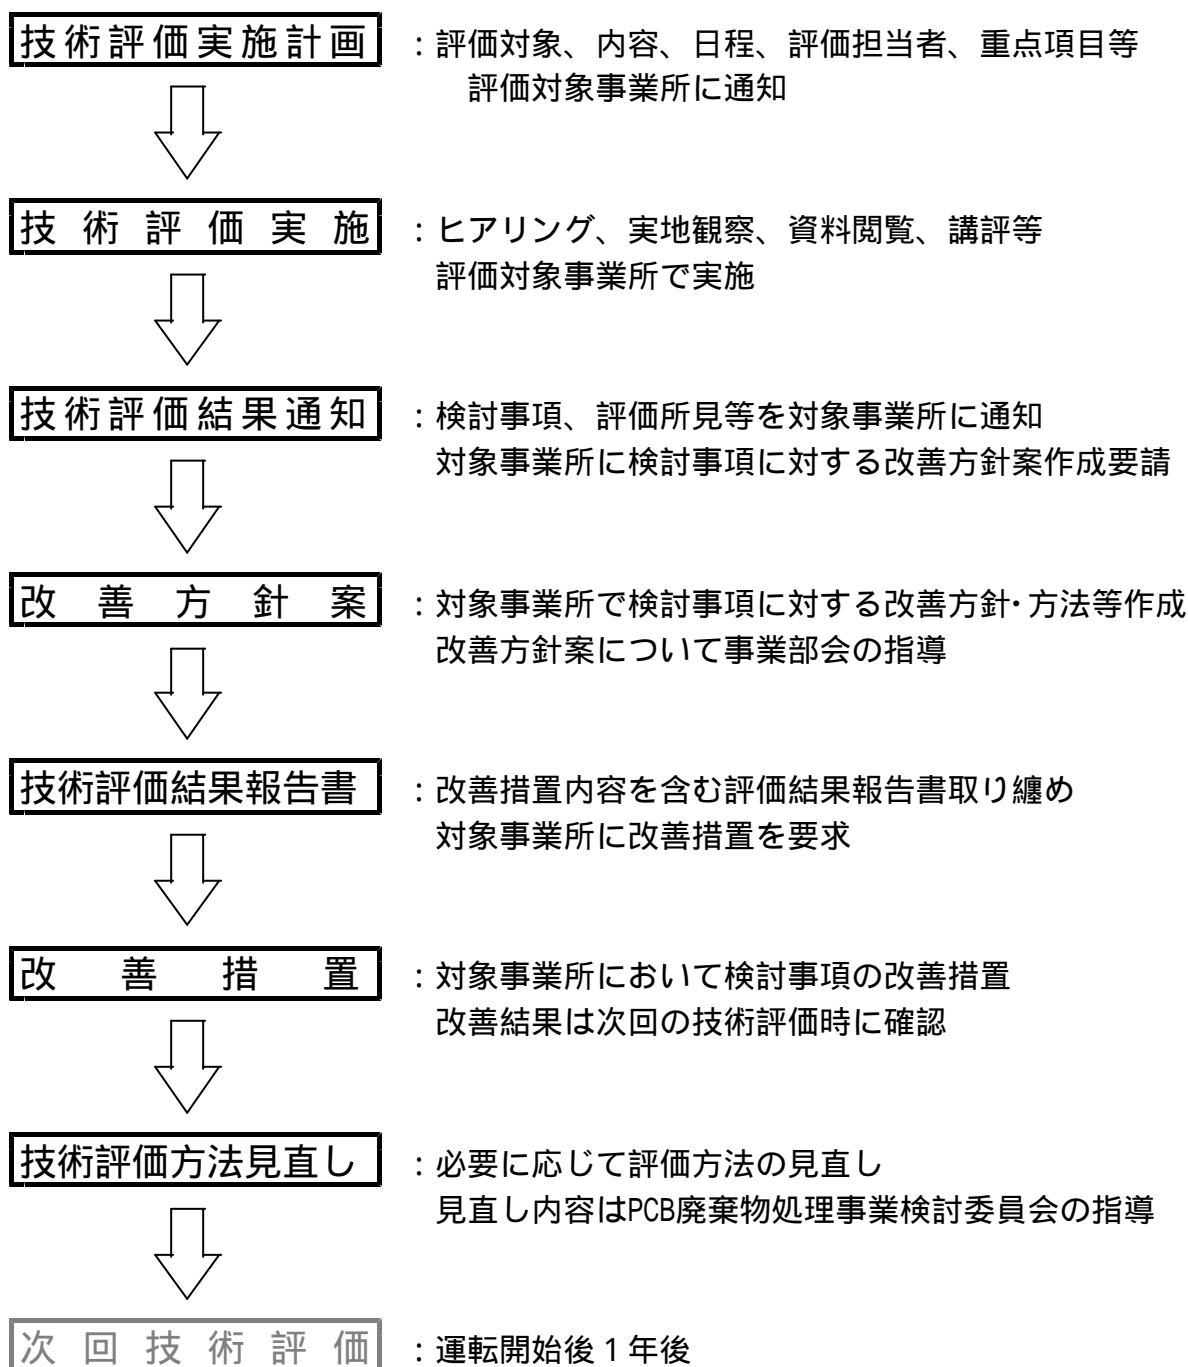 技術評価実施計画 :評価対象、内容、日程、評価担当者、重点項目等
評価対象事業所に通知
技術評価実施 :ヒアリング、実地観察、資料閲覧、講評等
評価対象事業所で実施
技術評価結果通知 :検討事項、評価所見等を対象事業所に通知
対象事業所に検討事項に対する改善方針案作成要請
改善方針案 :対象事業所で検討事項に対する改善方針・方法等作成
改善方針案について事業部会の指導
技術評価結果報告書 :改善措置内容を含む評価結果報告書取り纏め
対象事業所に改善措置を要求
改善措置 :対象事業所において検討事項の改善措置
改善結果は次回の技術評価時に確認
技術評価方法見直し :必要に応じて評価方法の見直し
見直し内容はPCB廃棄物処理事業検討委員会の指導
次回技術評価 :運転開始後1年後